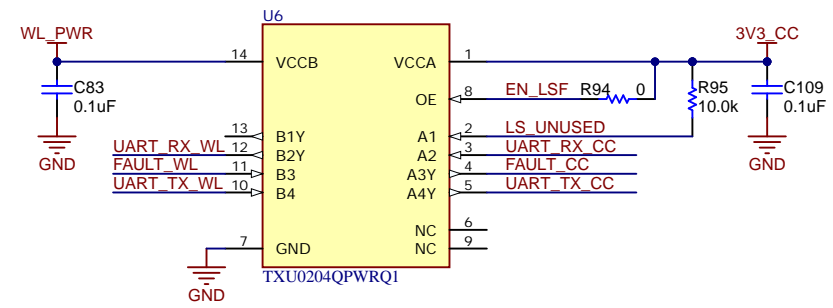 U6
WL_PWR
3V3_CC
14 VCCB VCCA 1
C83
0.1uF
GND
OE 8 EN_LSF R94 0
R95
10.0k
C109
0.1uF
GND
13 B1Y A1 2 LS_UNUSED
UART_RX_WL 12 B2Y A2 3 UART_RX_CC
FAULT_WL 11 B3 A3Y 4 FAULT_CC
UART_TX_WL 10 B4 A4Y 5 UART_TX_CC
NC 6
7 GND NC 9
GND
TXU0204QPWRQ1